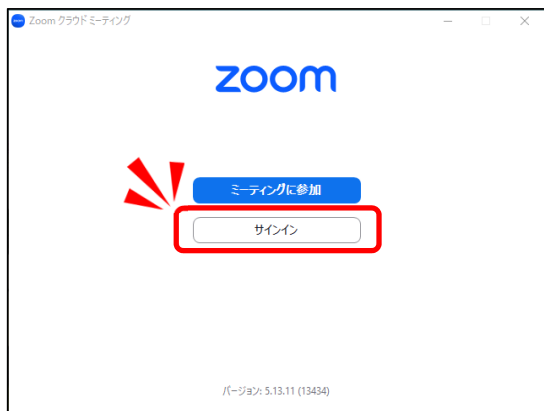 Zoom クラウド ミーティング
zoom
ミーティングに参加
サインイン
バージョン: 5.13.11 (13434)